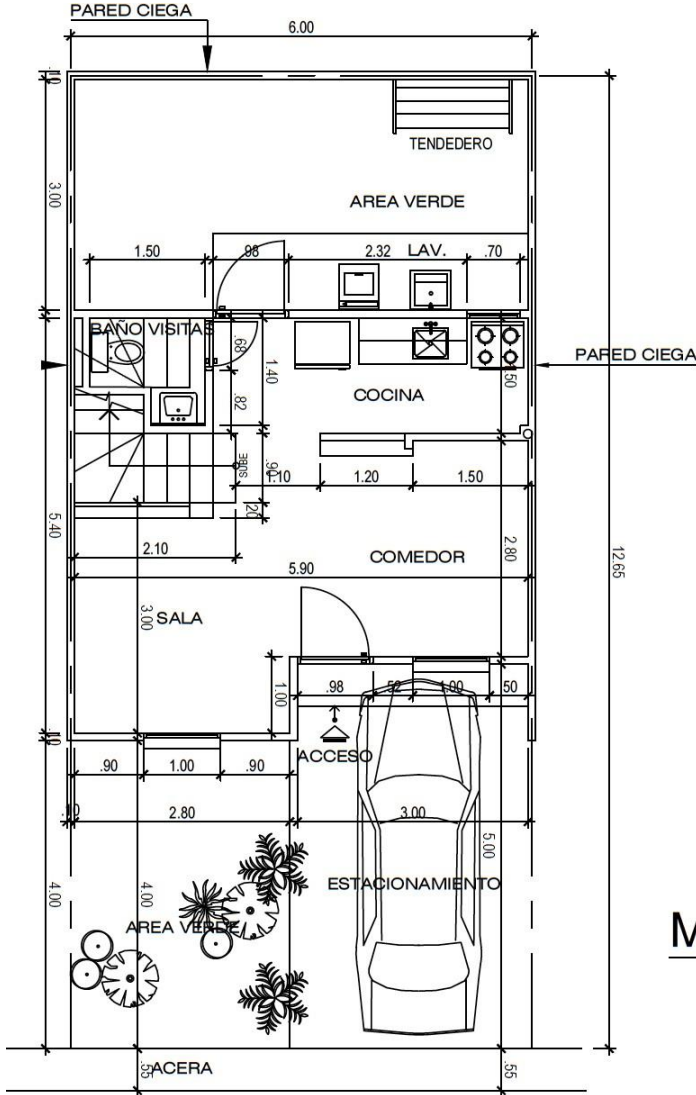 PARED CIEGA
6.00
.10
TENDEDERO
3.00
AREA VERDE
1.50
.98
2.32
LAV.
.70
BAÑO VISITAS
PARED CIEGA
.68
1.40
.50
COCINA
.82
SUBE
.90
1.10
1.20
1.50
.20
5.40
2.10
COMEDOR
2.80
12.65
5.90
3.00
SALA
1.00
.98
.52
1.00
.50
.10
ACCESO
.90
1.00
.90
.10
2.80
3.00
5.00
ESTACIONAMIENTO
4.00
4.00
AREA VERDE
M
.55
ACERA
.55